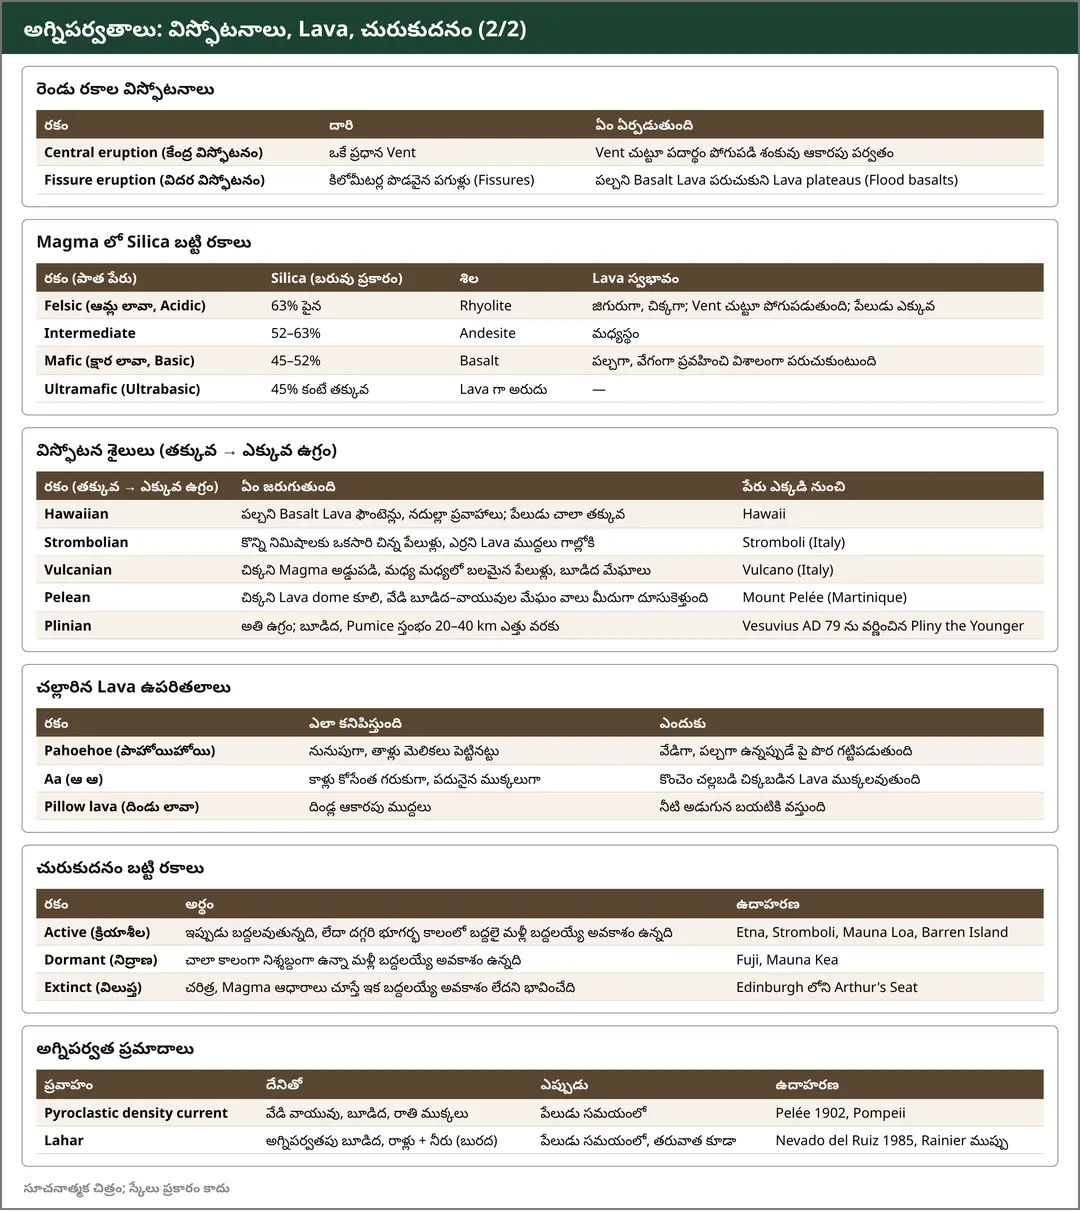 అగ్నిపర్వతాలు: విస్ఫోటనాలు, Lava, చురుకుదనం (2/2)
రెండు రకాల విస్ఫోటనాలు
రకం దారి ఏం ఏర్పడుతుంది
Central eruption (కేంద్ర విస్ఫోటనం) ఒకే ప్రధాన Vent Vent చుట్టూ పదార్థం పోగుపడి శంకువు ఆకారపు పర్వతం
Fissure eruption (విదర విస్ఫోటనం) కిలోమీటర్ల పొడవైన పగుళ్లు (Fissures) పల్చని Basalt Lava పరుచుకుని Lava plateaus (Flood basalts)
Magma లో Silica బట్టి రకాలు
రకం (పాత పేరు) Silica (బరువు ప్రకారం) శిల Lava స్వభావం
Felsic (ఆమ్ల లావా, Acidic) 63% పైన Rhyolite జిగురుగా, చిక్కగా; Vent చుట్టూ పోగుపడుతుంది; పేలుడు ఎక్కువ
Intermediate 52–63% Andesite మధ్యస్థం
Mafic (క్షార లావా, Basic) 45–52% Basalt పల్చగా, వేగంగా ప్రవహించి విశాలంగా పరుచుకుంటుంది
Ultramafic (Ultrabasic) 45% కంటే తక్కువ Lava గా అరుదు —
విస్ఫోటన శైలులు (తక్కువ → ఎక్కువ ఉగ్రం)
రకం (తక్కువ → ఎక్కువ ఉగ్రం) ఏం జరుగుతుంది పేరు ఎక్కడి నుంచి
Hawaiian పల్చని Basalt Lava ఫౌంటెన్లు, నదుల్లా ప్రవాహాలు; పేలుడు చాలా తక్కువ Hawaii
Strombolian కొన్ని నిమిషాలకు ఒకసారి చిన్న పేలుళ్లు, ఎర్రని Lava ముద్దలు గాల్లోకి Stromboli (Italy)
Vulcanian చిక్కని Magma అడ్డుపడి, మధ్య మధ్యలో బలమైన పేలుళ్లు, బూడిద మేఘాలు Vulcano (Italy)
Pelean చిక్కని Lava dome కూలి, వేడి బూడిద–వాయువుల మేఘం వాలు మీదుగా దూసుకెళ్తుంది Mount Pelée (Martinique)
Plinian అతి ఉగ్రం; బూడిద, Pumice స్తంభం 20–40 km ఎత్తు వరకు Vesuvius AD 79 ను వర్ణించిన Pliny the Younger
చల్లారిన Lava ఉపరితలాలు
రకం ఎలా కనిపిస్తుంది ఎందుకు
Pahoehoe (పాహోయిహోయి) నునుపుగా, తాళ్లు మెలికలు పెట్టినట్టు వేడిగా, పల్చగా ఉన్నప్పుడే పై పొర గట్టిపడుతుంది
Aa (ఆ ఆ) కాళ్లు కోసేంత గరుకుగా, పదునైన ముక్కలుగా కొంచెం చల్లబడి చిక్కబడిన Lava ముక్కలవుతుంది
Pillow lava (దిండు లావా) దిండ్ల ఆకారపు ముద్దలు నీటి అడుగున బయటికి వస్తుంది
చురుకుదనం బట్టి రకాలు
రకం అర్థం ఉదాహరణ
Active (క్రియాశీల) ఇప్పుడు బద్దలవుతున్నది, లేదా దగ్గరి భూగర్భ కాలంలో బద్దలై మళ్లీ బద్దలయ్యే అవకాశం ఉన్నది Etna, Stromboli, Mauna Loa, Barren Island
Dormant (నిద్రాణ) చాలా కాలంగా నిశ్శబ్దంగా ఉన్నా మళ్లీ బద్దలయ్యే అవకాశం ఉన్నది Fuji, Mauna Kea
Extinct (విలుప్త) చరిత్ర, Magma ఆధారాలు చూస్తే ఇక బద్దలయ్యే అవకాశం లేదని భావించేది Edinburgh లోని Arthur's Seat
అగ్నిపర్వత ప్రమాదాలు
ప్రవాహం దేనితో ఎప్పుడు ఉదాహరణ
Pyroclastic density current వేడి వాయువు, బూడిద, రాతి ముక్కలు పేలుడు సమయంలో Pelée 1902, Pompeii
Lahar అగ్నిపర్వతపు బూడిద, రాళ్లు + నీరు (బురద) పేలుడు సమయంలో, తరువాత కూడా Nevado del Ruiz 1985, Rainier ముప్పు
సూచనాత్మక చిత్రం; స్కేలు ప్రకారం కాదు